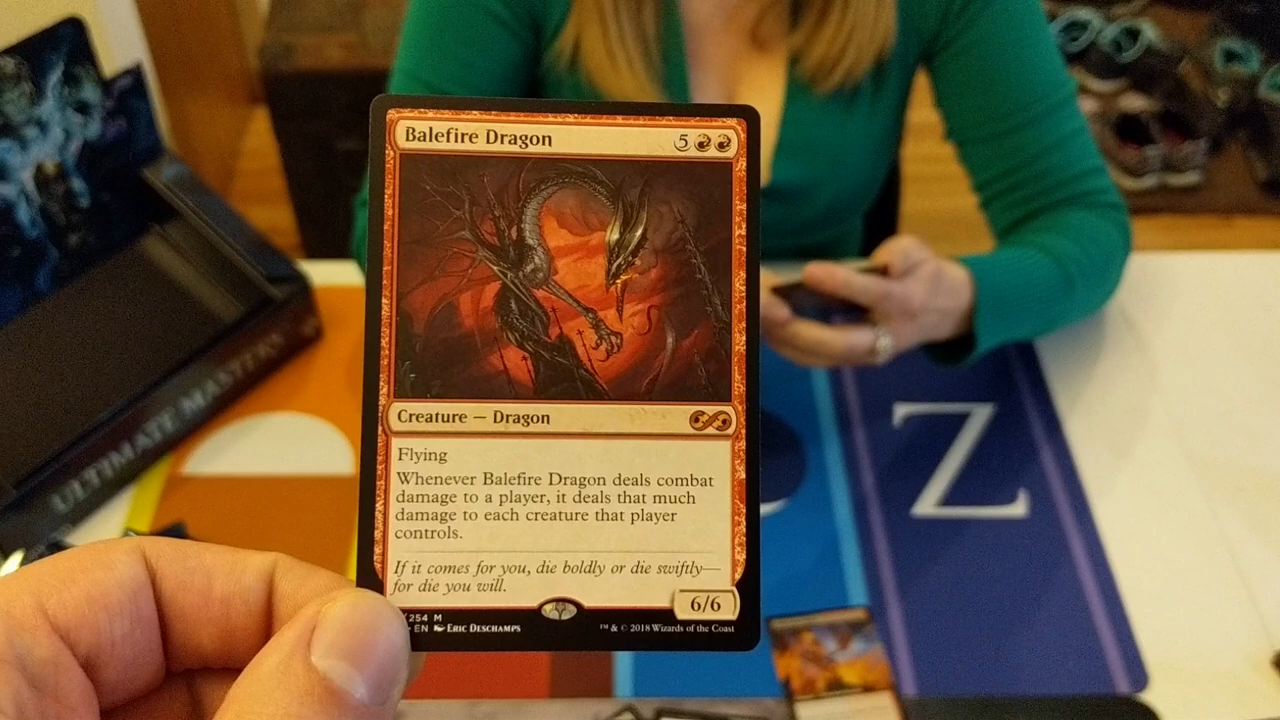 Balefire Dragon 5
Creature — Dragon
Flying
Whenever Balefire Dragon deals combat
damage to a player, it deals that much
damage to each creature that player
controls.
If it comes for you, die boldly or die swiftly—
for die you will.
6/6
/254 M
EN Eric Deschamps
™ & © 2018 Wizards of the Coast
ULTIMATE MASTERS
Z